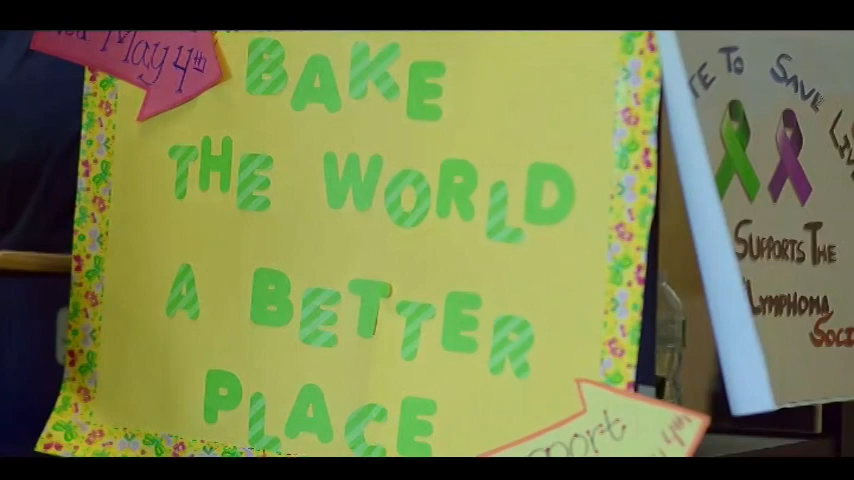 May 4th
BAKE
THE WORLD
A BETTER
PLACE
TO SAVE
SUPPORTS THE
LYMPHOMA